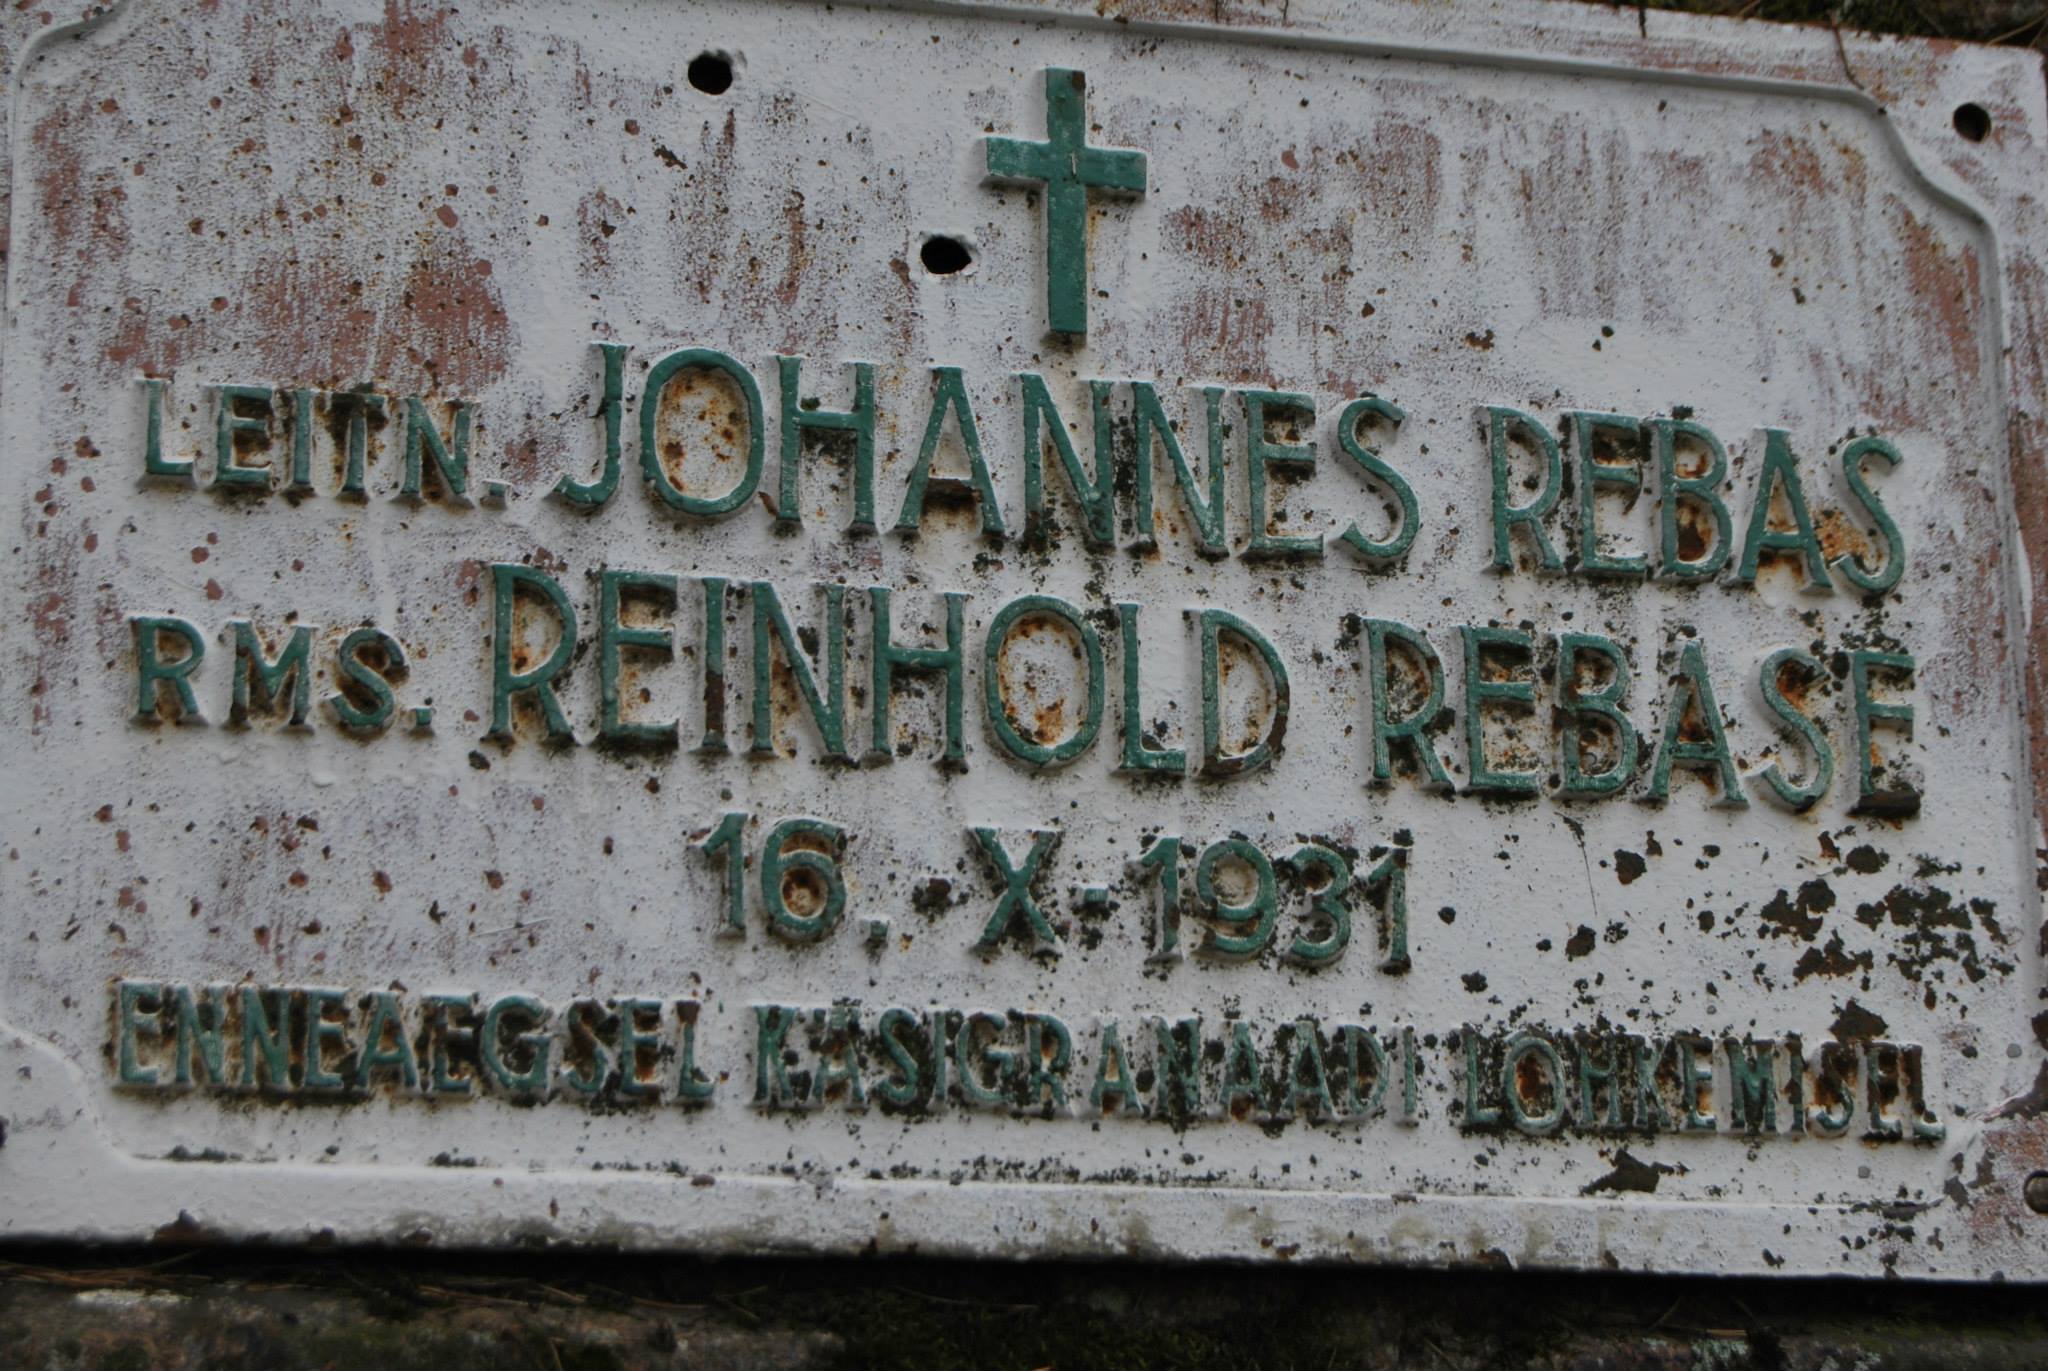 LEITN. JOHANNES REBAS
RMS. REINHOLD REBASE
16. X-1931
ENNEAEGSEL KÄSIGRANAADI LOHKEMISEL